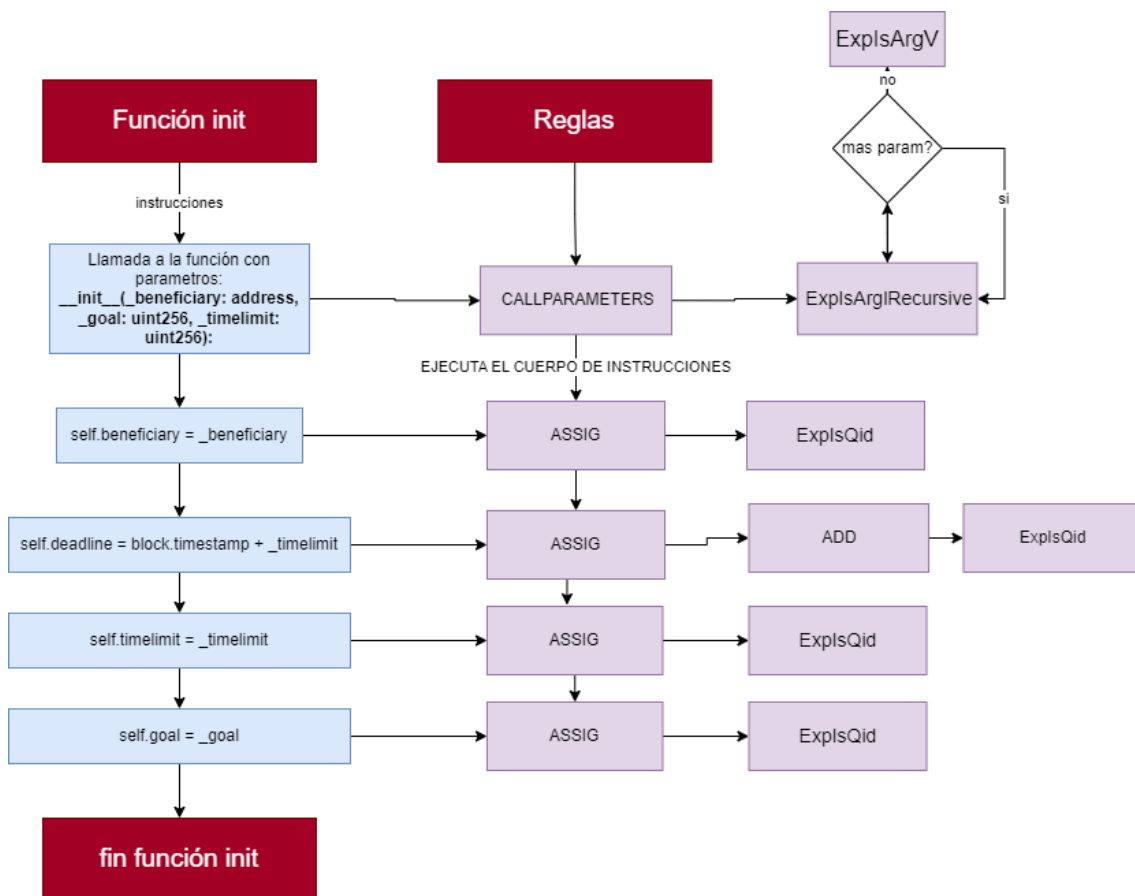 ExpIsArgV
no
Función init
Reglas
mas param?
si
instrucciones
Llamada a la función con
parametros:
__init__(_beneficiary: address,
_goal: uint256, _timelimit:
uint256):
CALLPARAMETERS
ExpIsArgIRecursive
EJECUTA EL CUERPO DE INSTRUCCIONES
self.beneficiary = _beneficiary
ASSIG
ExpIsQid
self.deadline = block.timestamp + _timelimit
ASSIG
ADD
ExpIsQid
self.timelimit = _timelimit
ASSIG
ExpIsQid
self.goal = _goal
ASSIG
ExpIsQid
fin función init